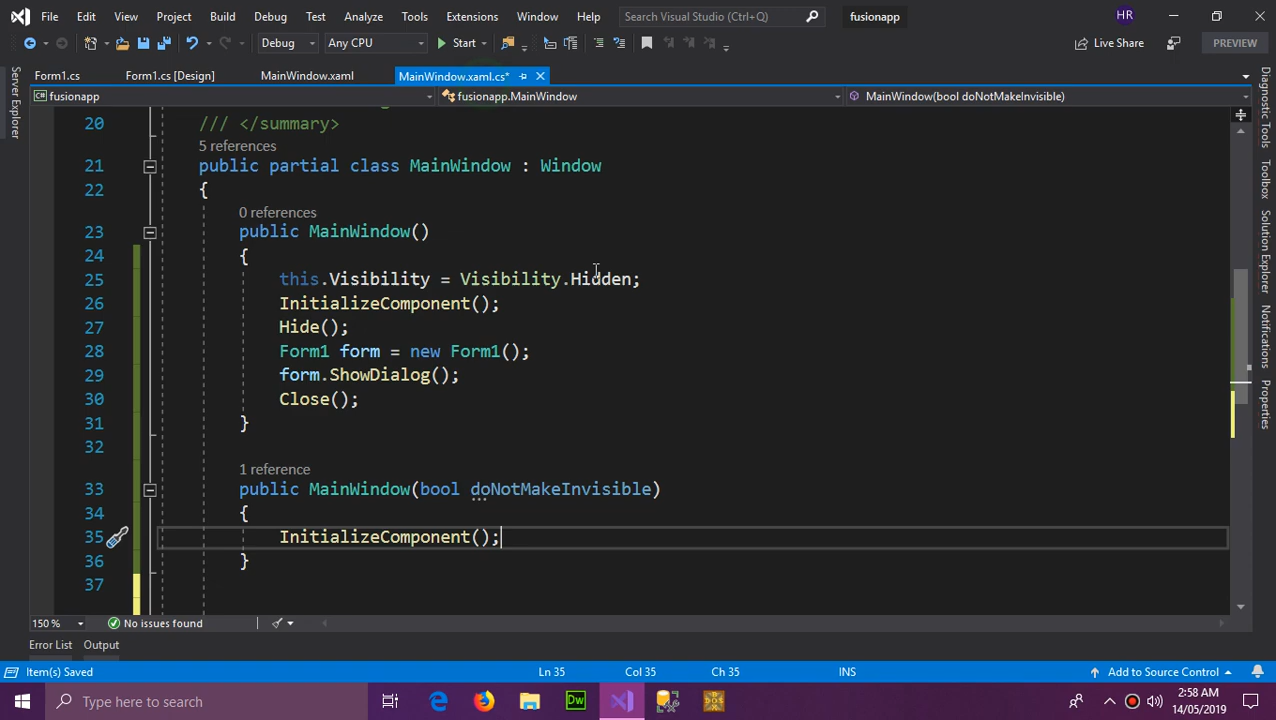 File Edit View Project Build Debug Test Analyze Tools Extensions Window Help Search Visual Studio (Ctrl+Q) fusionapp HR
Debug Any CPU Start Live Share PREVIEW
Form1.cs Form1.cs [Design] MainWindow.xaml MainWindow.xaml.cs*
fusionapp fusionapp.MainWindow MainWindow(bool doNotMakeInvisible)
Server Explorer
20 /// </summary>
5 references
21 public partial class MainWindow : Window
22 {
0 references
23 public MainWindow()
24 {
25 this.Visibility = Visibility.Hidden;
26 InitializeComponent();
27 Hide();
28 Form1 form = new Form1();
29 form.ShowDialog();
30 Close();
31 }
32
1 reference
33 public MainWindow(bool doNotMakeInvisible)
34 {
35 InitializeComponent();
36 }
37
Diagnostic Tools
Toolbox
Solution Explorer
Notifications
Properties
150 % No issues found
Error List Output
Item(s) Saved Ln 35 Col 35 Ch 35 INS Add to Source Control
Type here to search Dw DOS 2:58 AM
14/05/2019